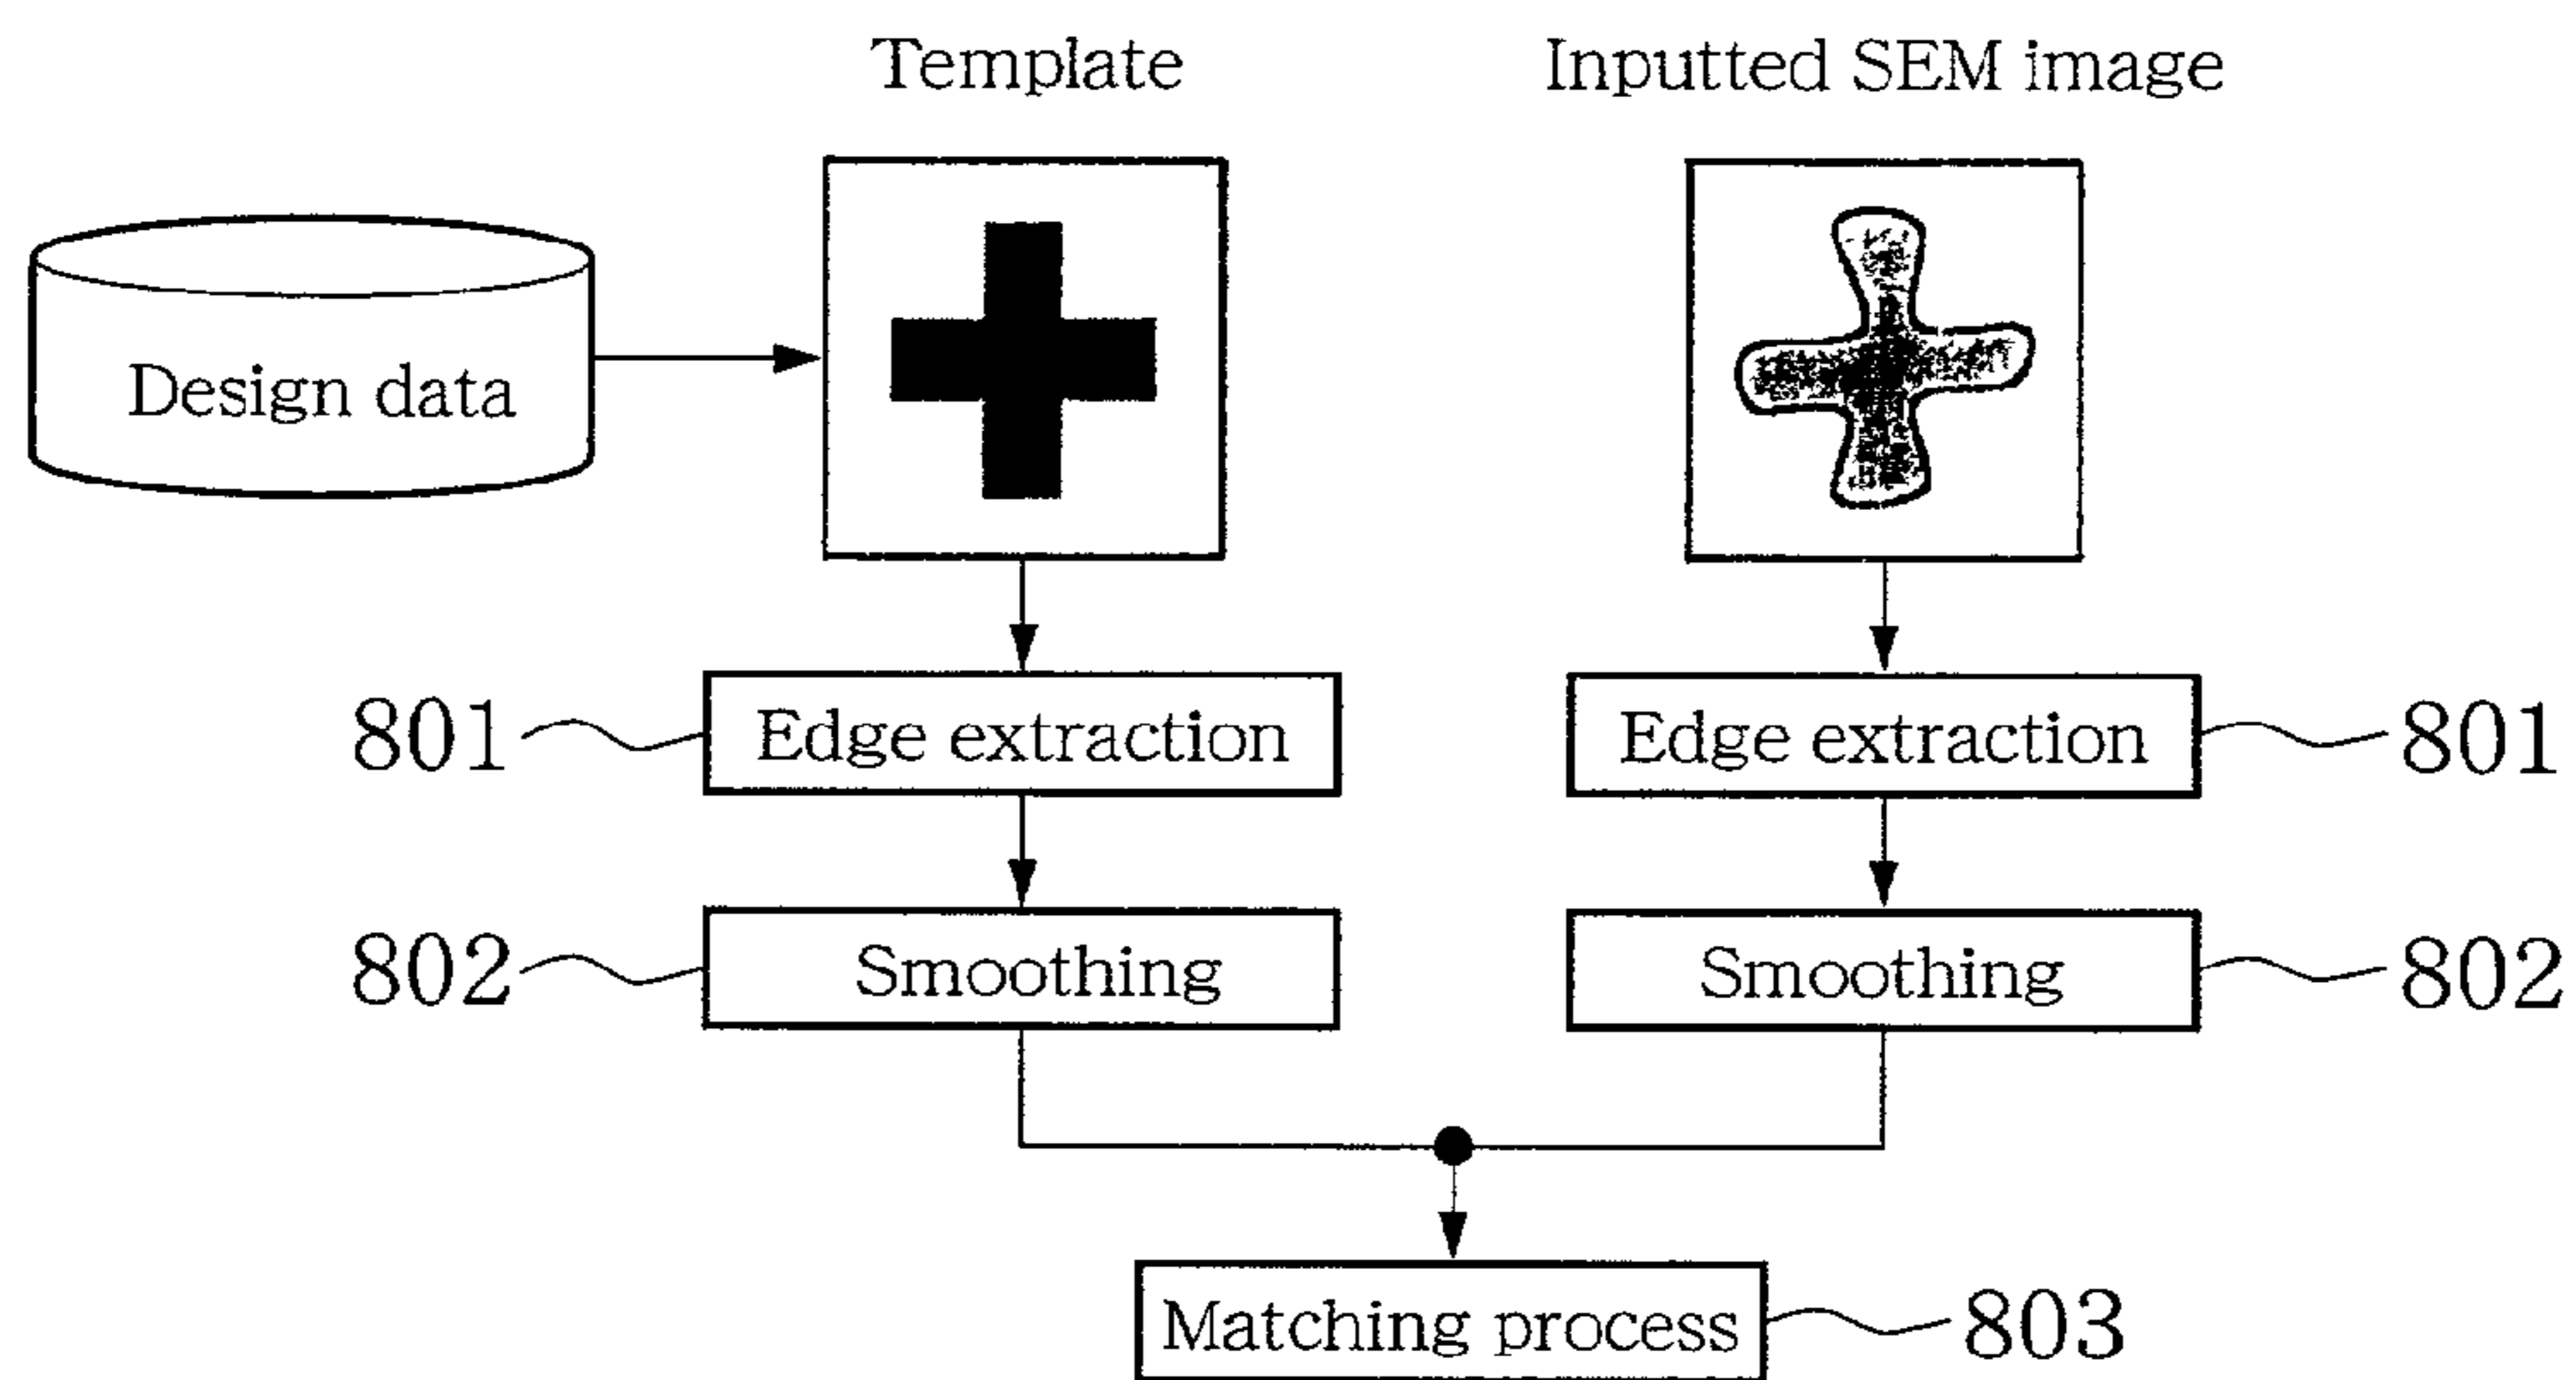 Template
Inputted SEM image
Design data
801
Edge extraction
Edge extraction
801
802
Smoothing
Smoothing
802
Matching process
803